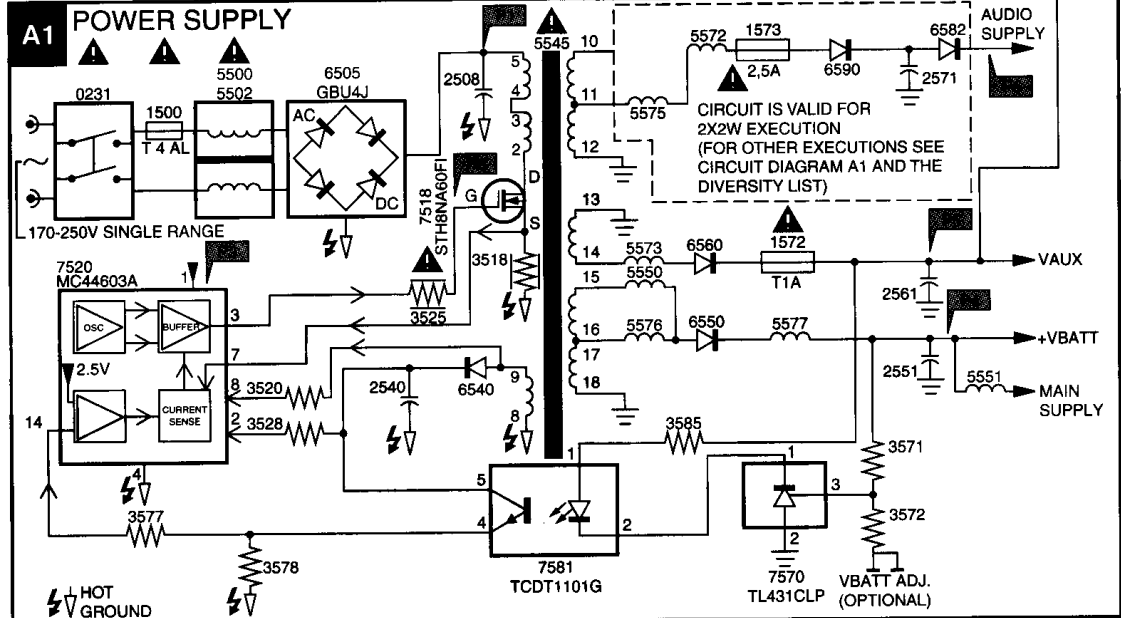 A1 POWER SUPPLY
0231
1500
T 4 AL
5500
5502
6505
GBU4J
AC
DC
170-250V SINGLE RANGE
2508
5545
5
4
3
2
D
G
S
7518
STH8NA60FI
3518
3525
10
11
12
5575
5572
1573
2,5A
6590
2571
6582
AUDIO
SUPPLY
CIRCUIT IS VALID FOR
2X2W EXECUTION
(FOR OTHER EXECUTIONS SEE
CIRCUIT DIAGRAM A1 AND THE
DIVERSITY LIST)
13
14
5573
6560
1572
T1A
2561
VAUX
15
5550
16
5576
6550
5577
2551
+VBATT
17
18
5551
MAIN
SUPPLY
7520
MC44603A
1
OSC
BUFFER
3
7
2.5V
CURRENT
SENSE
8
3520
2
3528
14
4
2540
6540
9
8
3585
1
5
4
2
7581
TCDT1101G
1
3
2
7570
TL431CLP
3571
3572
VBATT ADJ.
(OPTIONAL)
3577
3578
HOT
GROUND